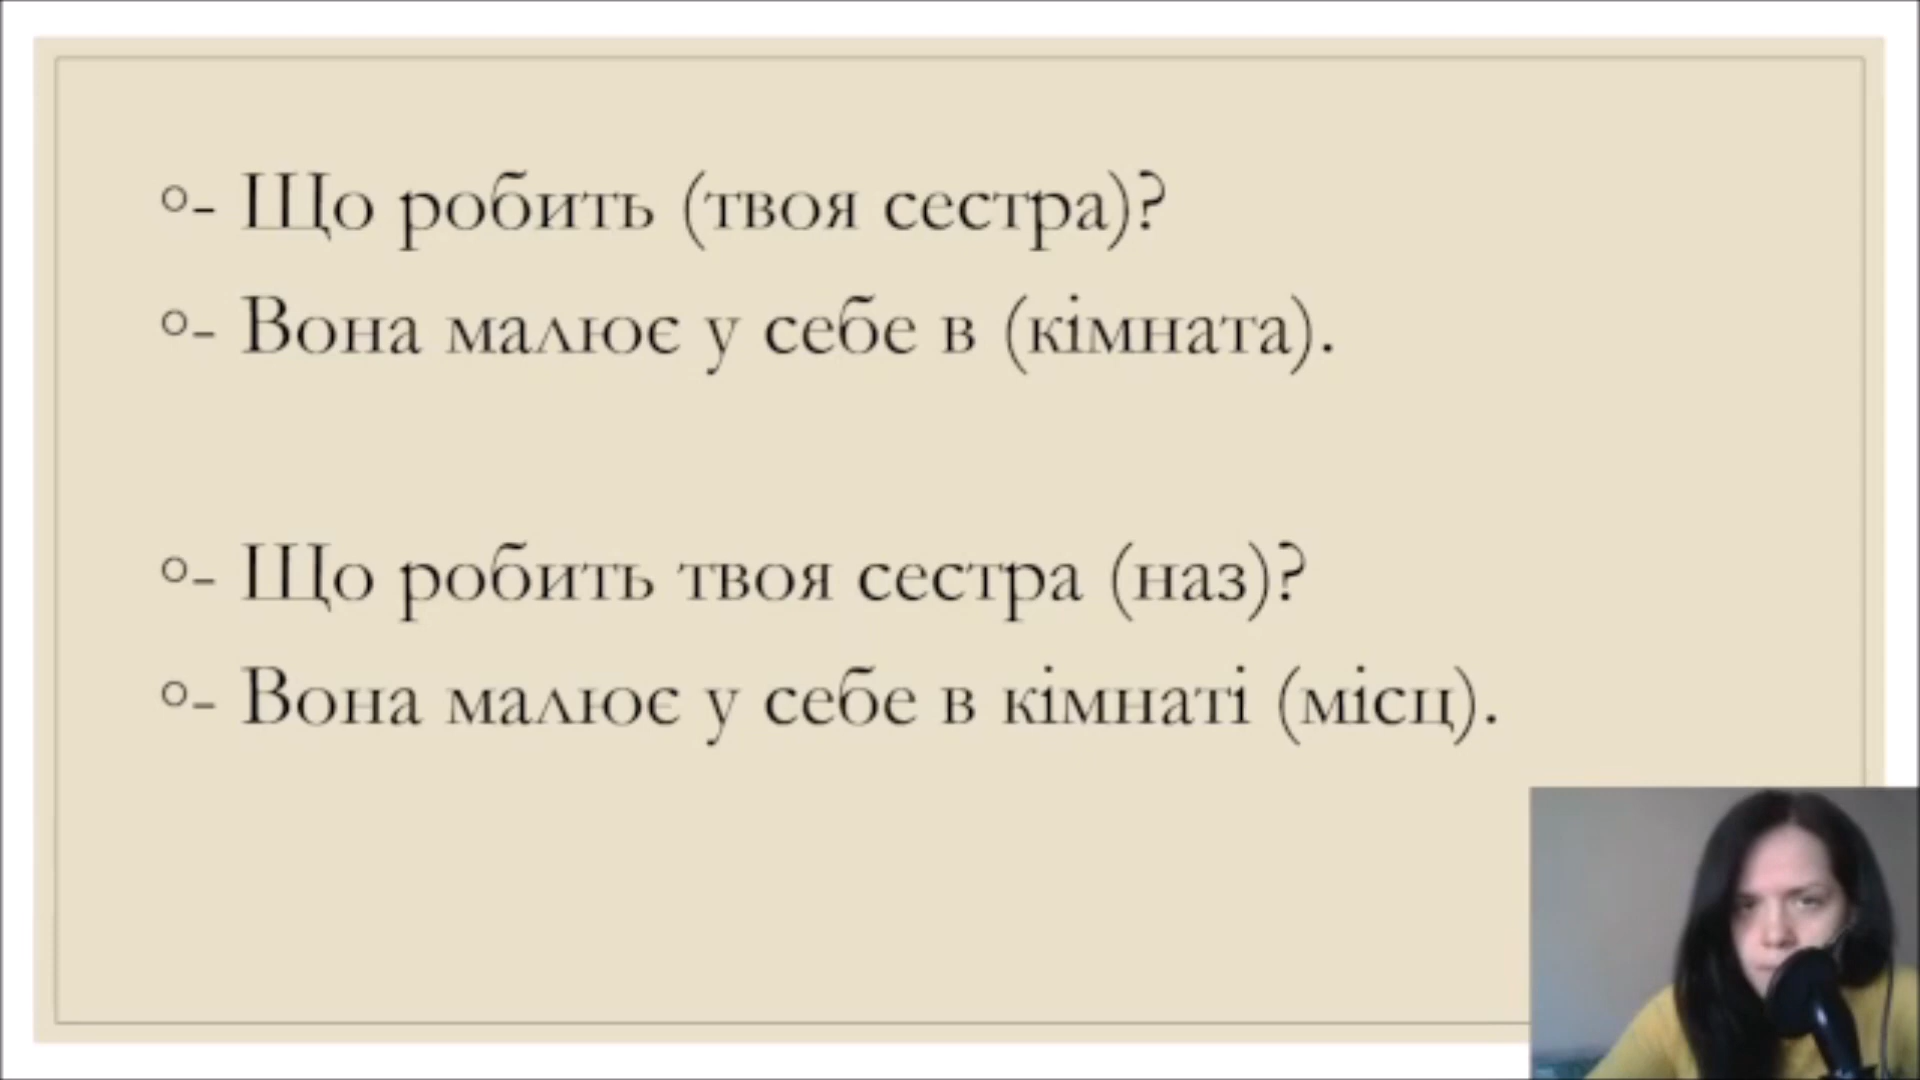 - Що робить (твоя сестра)?
- Вона малює у себе в (кімната).
- Що робить твоя сестра (наз)?
- Вона малює у себе в кімнаті (місц).